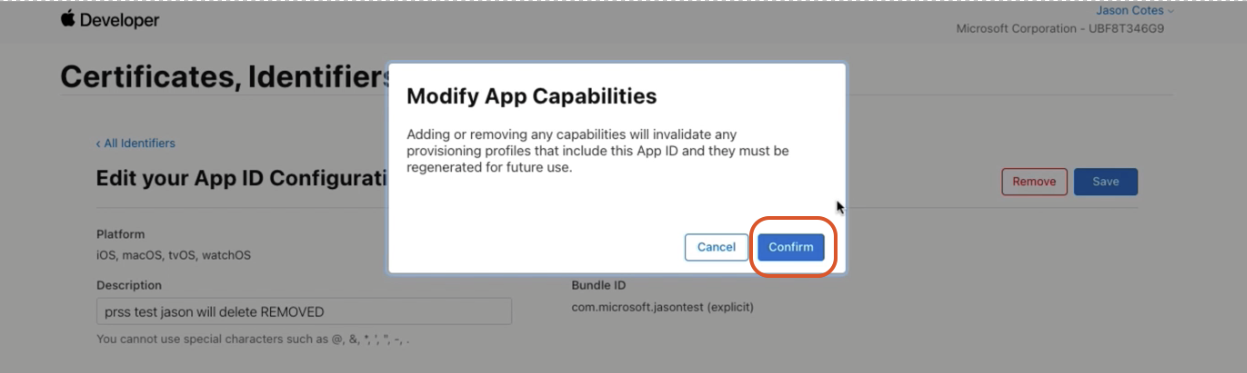 Developer
Jason Cotes
Microsoft Corporation - UBF8T346G9
Certificates, Identifiers
Modify App Capabilities
Adding or removing any capabilities will invalidate any
provisioning profiles that include this App ID and they must be
regenerated for future use.
Cancel
Confirm
‹ All Identifiers
Edit your App ID Configurati
Remove
Save
Platform
iOS, macOS, tvOS, watchOS
Description
Bundle ID
prss test jason will delete REMOVED
com.microsoft.jasontest (explicit)
You cannot use special characters such as @, &, *, ', ", -, .